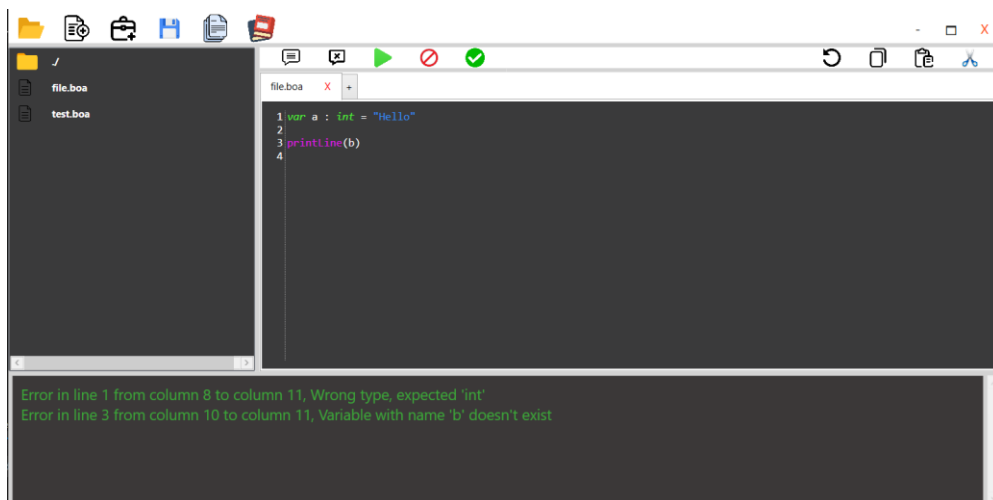 - X
./
file.boa
test.boa
file.boa X +
1 var a : int = "Hello"
2
3 printLine(b)
4
Error in line 1 from column 8 to column 11, Wrong type, expected 'int'
Error in line 3 from column 10 to column 11, Variable with name 'b' doesn't exist